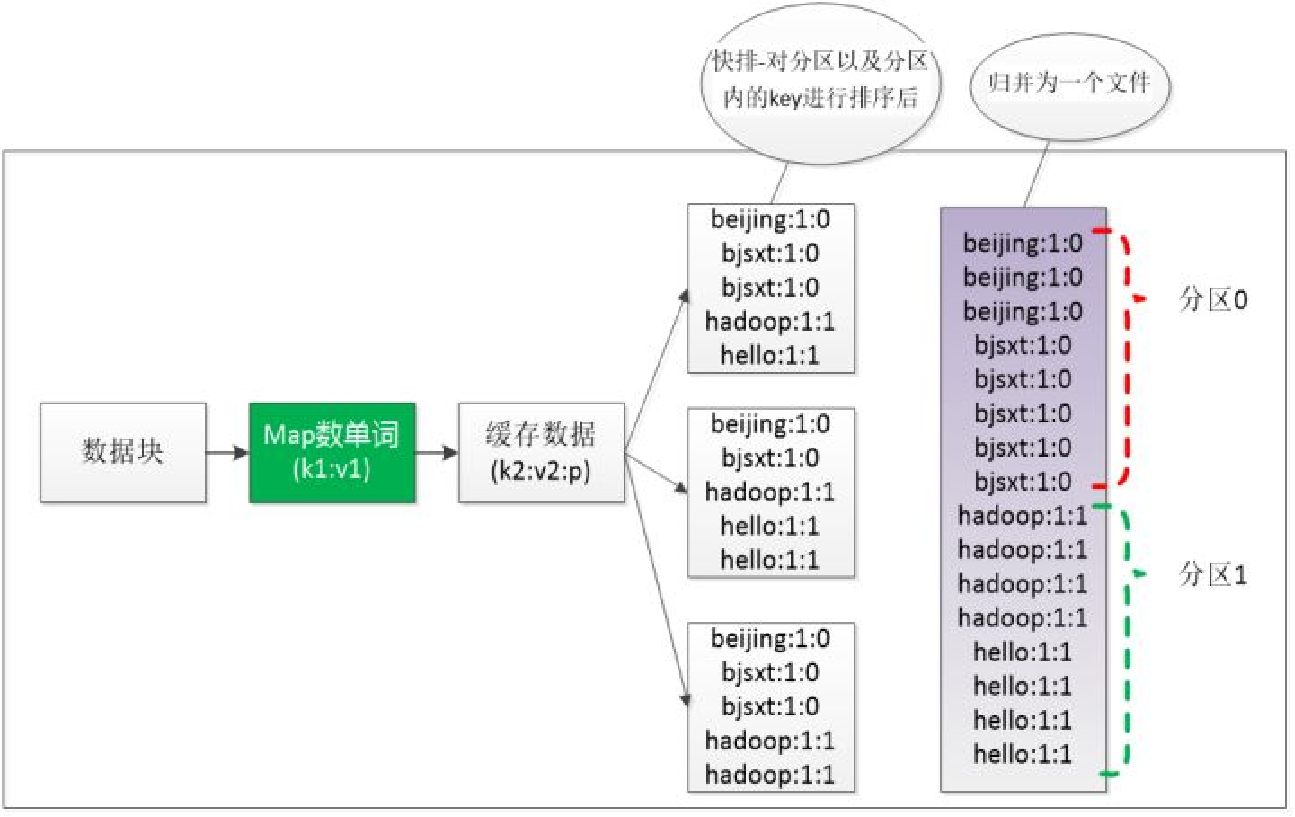 快排-对分区以及分区
内的key进行排序后
归并为一个文件
数据块
Map数单词
(k1:v1)
缓存数据
(k2:v2:p)
beijing:1:0
bjsxt:1:0
bjsxt:1:0
hadoop:1:1
hello:1:1
beijing:1:0
bjsxt:1:0
hadoop:1:1
hello:1:1
hello:1:1
beijing:1:0
bjsxt:1:0
bjsxt:1:0
hadoop:1:1
hadoop:1:1
beijing:1:0
beijing:1:0
beijing:1:0
bjsxt:1:0
bjsxt:1:0
bjsxt:1:0
bjsxt:1:0
bjsxt:1:0
hadoop:1:1
hadoop:1:1
hadoop:1:1
hadoop:1:1
hello:1:1
hello:1:1
hello:1:1
hello:1:1
分区0
分区1